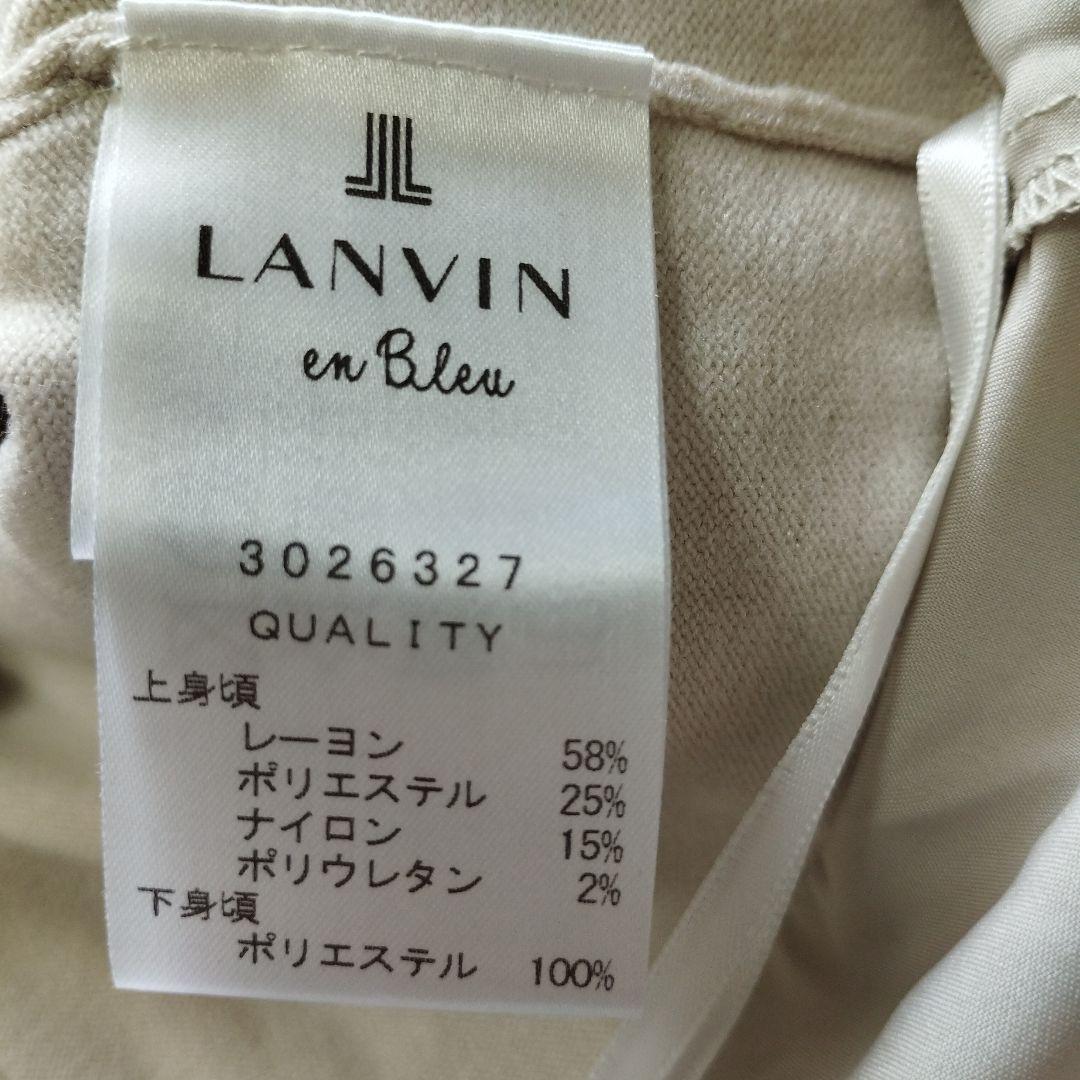 LANVIN
en Bleu
3026327
QUALITY
上身頃
レーヨン 58%
ポリエステル 25%
ナイロン 15%
ポリウレタン 2%
下身頃
ポリエステル 100%